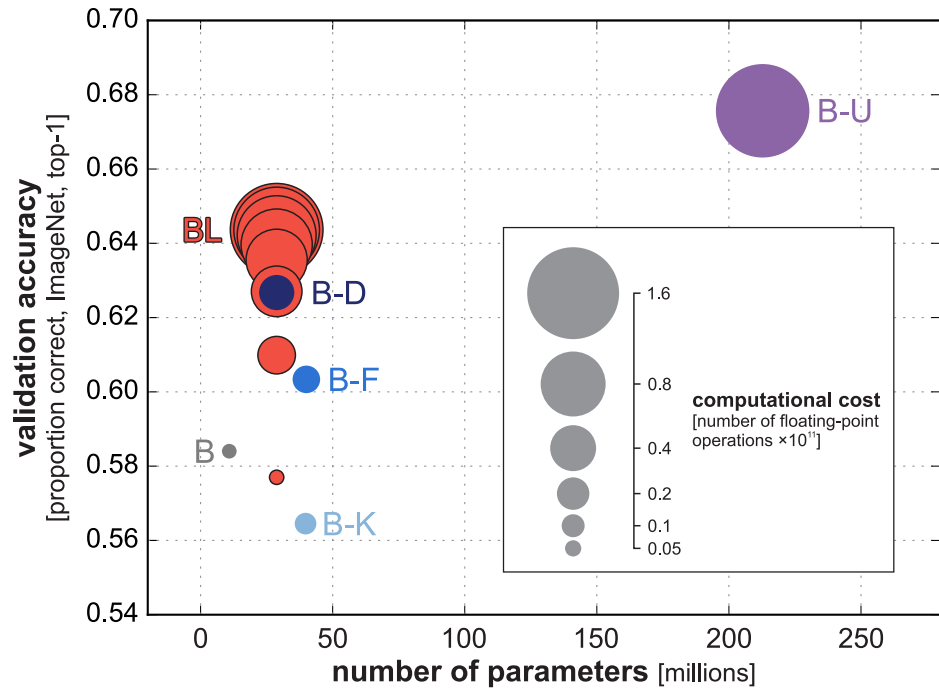 0.70
0.68
0.66
0.64
0.62
0.60
0.58
0.56
0.54
validation accuracy
[proportion correct, ImageNet, top-1]
B-U
BL
B-D
B-F
B
B-K
1.6
0.8
0.4
0.2
0.1
0.05
computational cost
[number of floating-point
operations ×10¹¹]
0 50 100 150 200 250
number of parameters [millions]